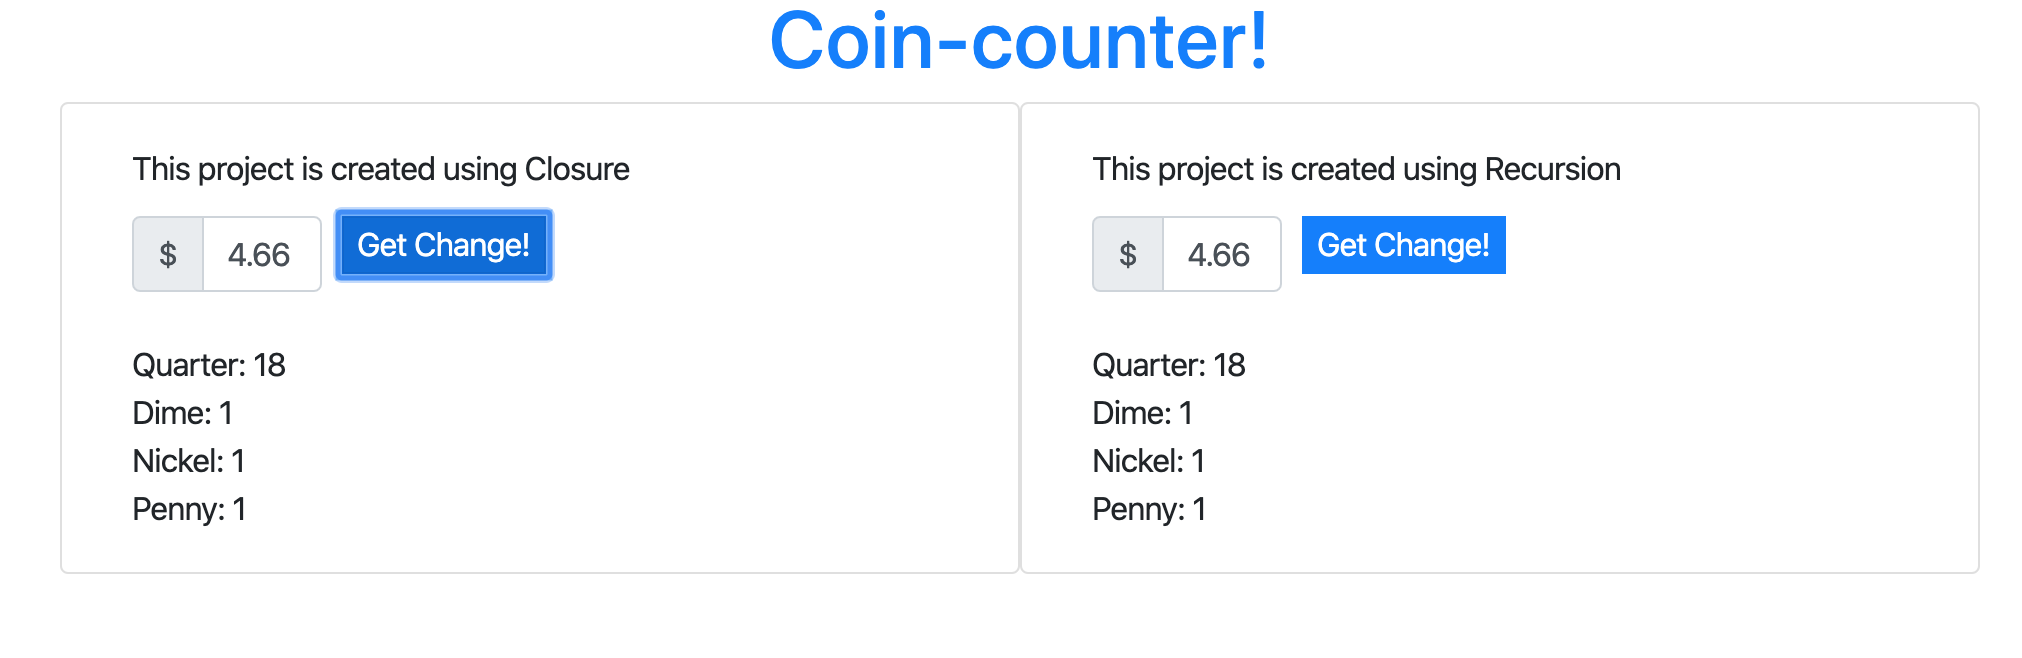 Coin-counter!
This project is created using Closure
$ 4.66 Get Change!
Quarter: 18
Dime: 1
Nickel: 1
Penny: 1
This project is created using Recursion
$ 4.66 Get Change!
Quarter: 18
Dime: 1
Nickel: 1
Penny: 1